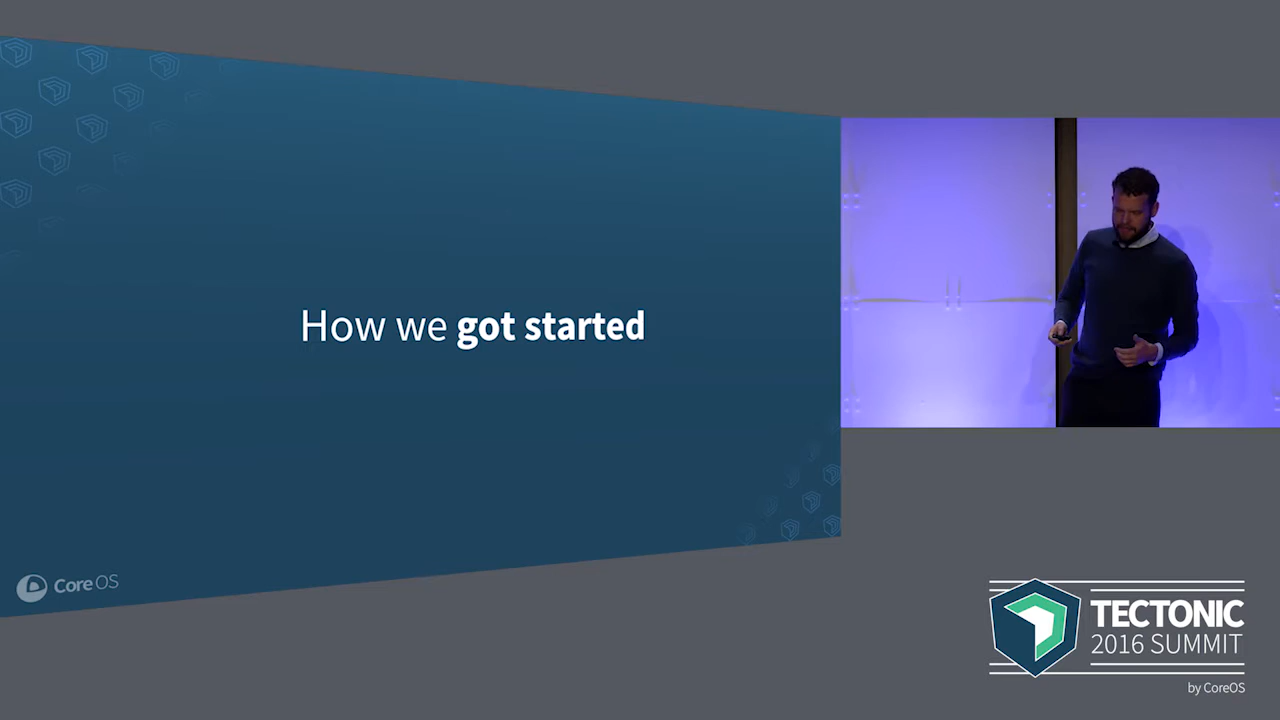 How we got started
CoreOS
TECTONIC
2016 SUMMIT
by CoreOS